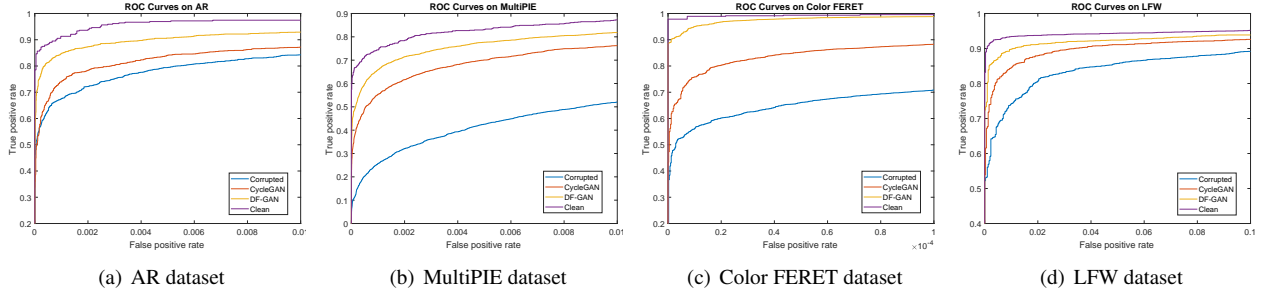 ROC Curves on AR
True positive rate
1
0.9
0.8
0.7
0.6
0.5
0.4
0.3
0.2
Corrupted
CycleGAN
DF-GAN
Clean
0 0.002 0.004 0.006 0.008 0.01
False positive rate
(a) AR dataset
ROC Curves on MultiPIE
True positive rate
0.9
0.8
0.7
0.6
0.5
0.4
0.3
0.2
0.1
0
Corrupted
CycleGAN
DF-GAN
Clean
0 0.002 0.004 0.006 0.008 0.01
False positive rate
(b) MultiPIE dataset
ROC Curves on Color FERET
True positive rate
1
0.9
0.8
0.7
0.6
0.5
0.4
0.3
0.2
Corrupted
CycleGAN
DF-GAN
Clean
0 0.2 0.4 0.6 0.8 1
False positive rate
×10⁻⁴
(c) Color FERET dataset
ROC Curves on LFW
True positive rate
1
0.9
0.8
0.7
0.6
0.5
0.4
Corrupted
CycleGAN
DF-GAN
Clean
0 0.02 0.04 0.06 0.08 0.1
False positive rate
(d) LFW dataset